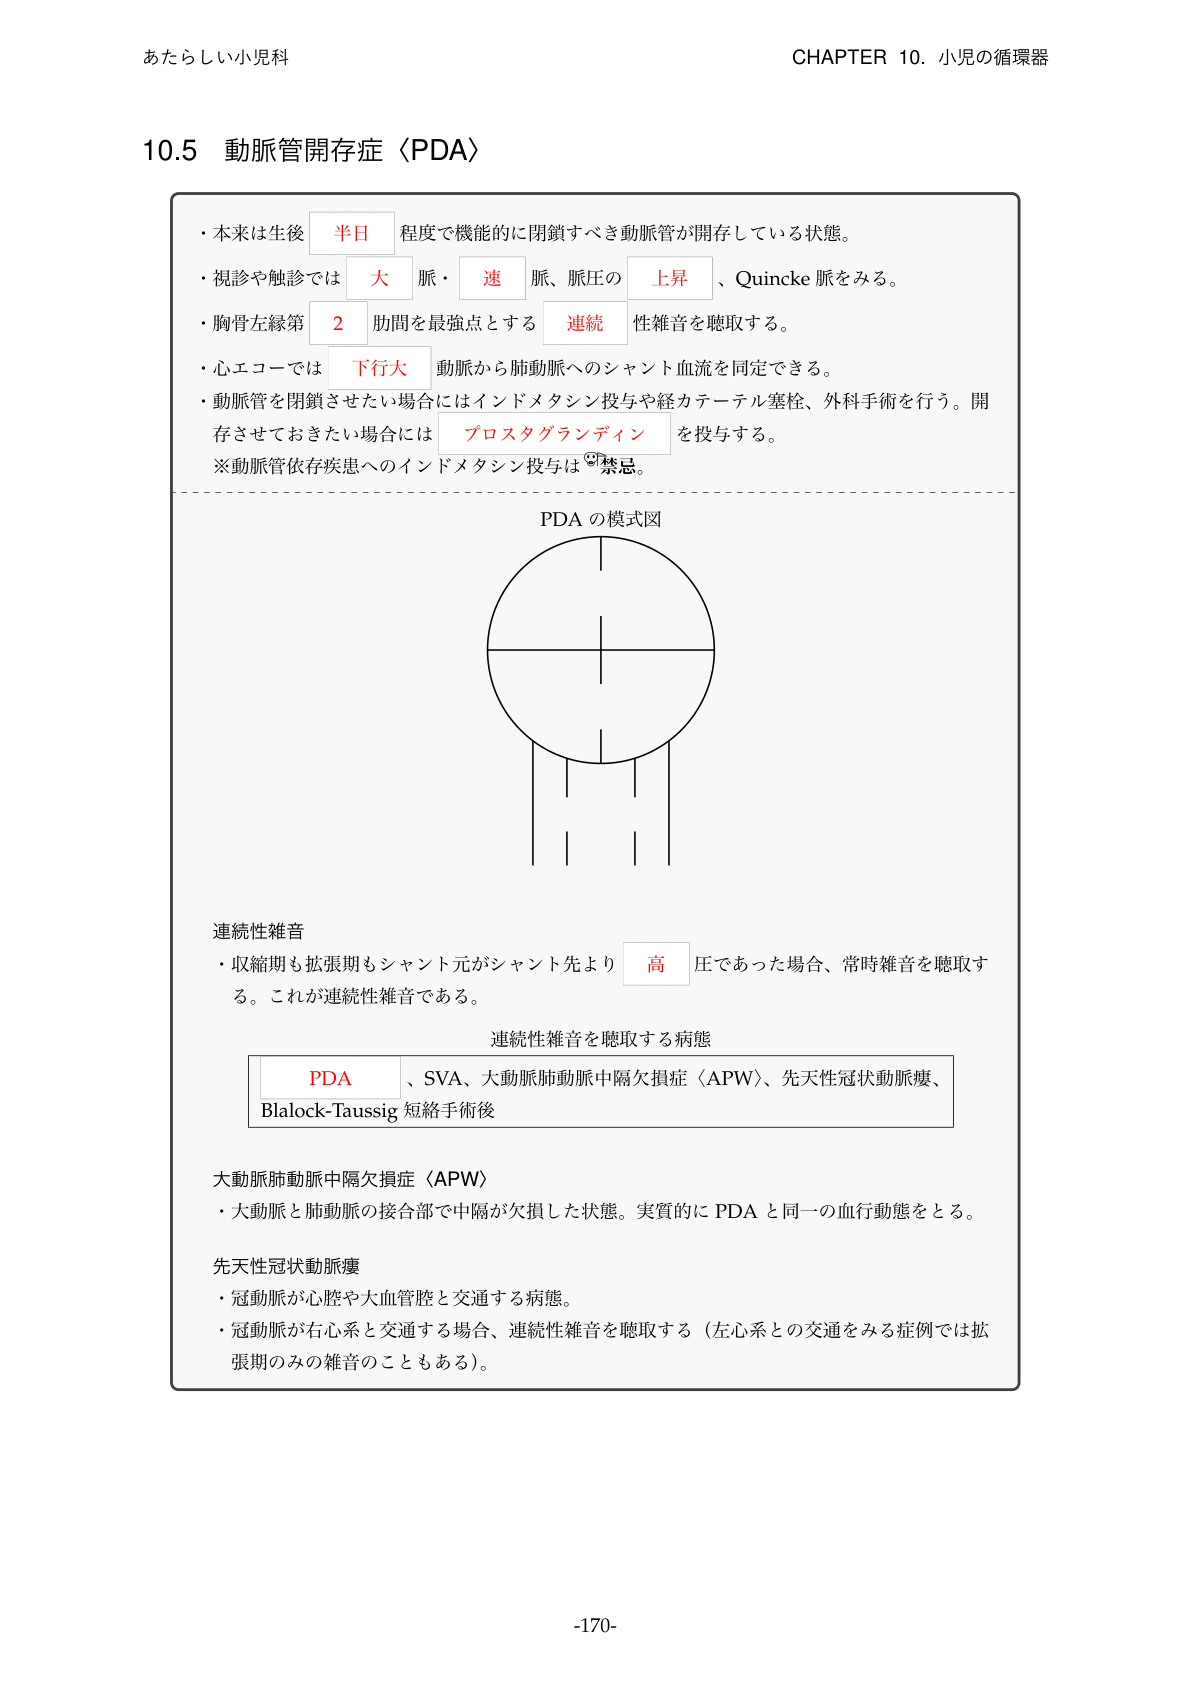 あたらしい小児科
CHAPTER 10. 小児の循環器
10.5 動脈管開存症〈PDA〉
・本来は生後 半日 程度で機能的に閉鎖すべき動脈管が開存している状態。
・視診や触診では 大 脈・ 速 脈、脈圧の 上昇 、Quincke 脈をみる。
・胸骨左縁第 2 肋間を最強点とする 連続 性雑音を聴取する。
・心エコーでは 下行大 動脈から肺動脈へのシャント血流を同定できる。
・動脈管を閉鎖させたい場合にはインドメタシン投与や経カテーテル塞栓、外科手術を行う。開
存させておきたい場合には プロスタグランディン を投与する。
※動脈管依存疾患へのインドメタシン投与は禁忌。
PDA の模式図
連続性雑音
・収縮期も拡張期もシャント元がシャント先より 高 圧であった場合、常時雑音を聴取す
る。これが連続性雑音である。
連続性雑音を聴取する病態
PDA 、SVA、大動脈肺動脈中隔欠損症〈APW〉、先天性冠状動脈瘻、
Blalock-Taussig 短絡手術後
大動脈肺動脈中隔欠損症〈APW〉
・大動脈と肺動脈の接合部で中隔が欠損した状態。実質的に PDA と同一の血行動態をとる。
先天性冠状動脈瘻
・冠動脈が心腔や大血管腔と交通する病態。
・冠動脈が右心系と交通する場合、連続性雑音を聴取する（左心系との交通をみる症例では拡
張期のみの雑音のこともある）。
-170-